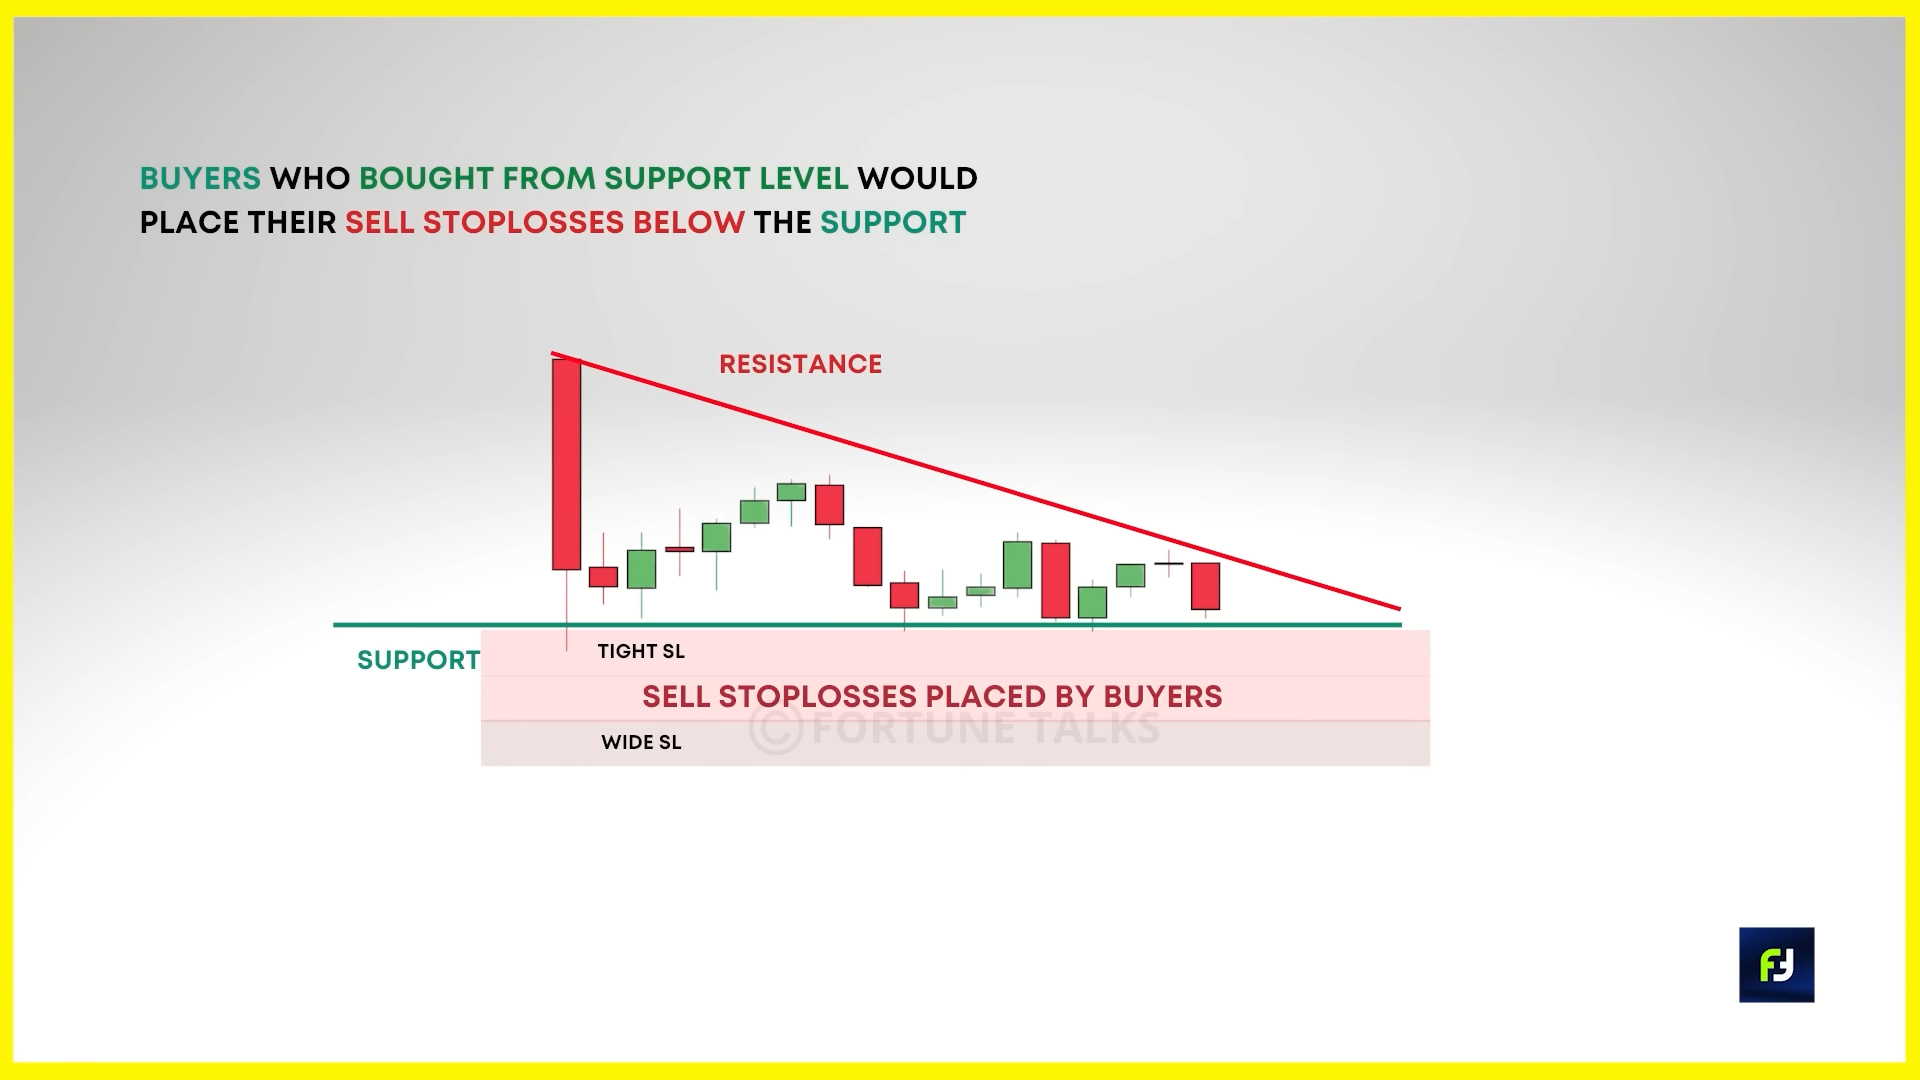 BUYERS WHO BOUGHT FROM SUPPORT LEVEL WOULD
PLACE THEIR SELL STOPLOSSES BELOW THE SUPPORT
RESISTANCE
SUPPORT
TIGHT SL
SELL STOPLOSSES PLACED BY BUYERS
© FORTUNE TALKS
WIDE SL